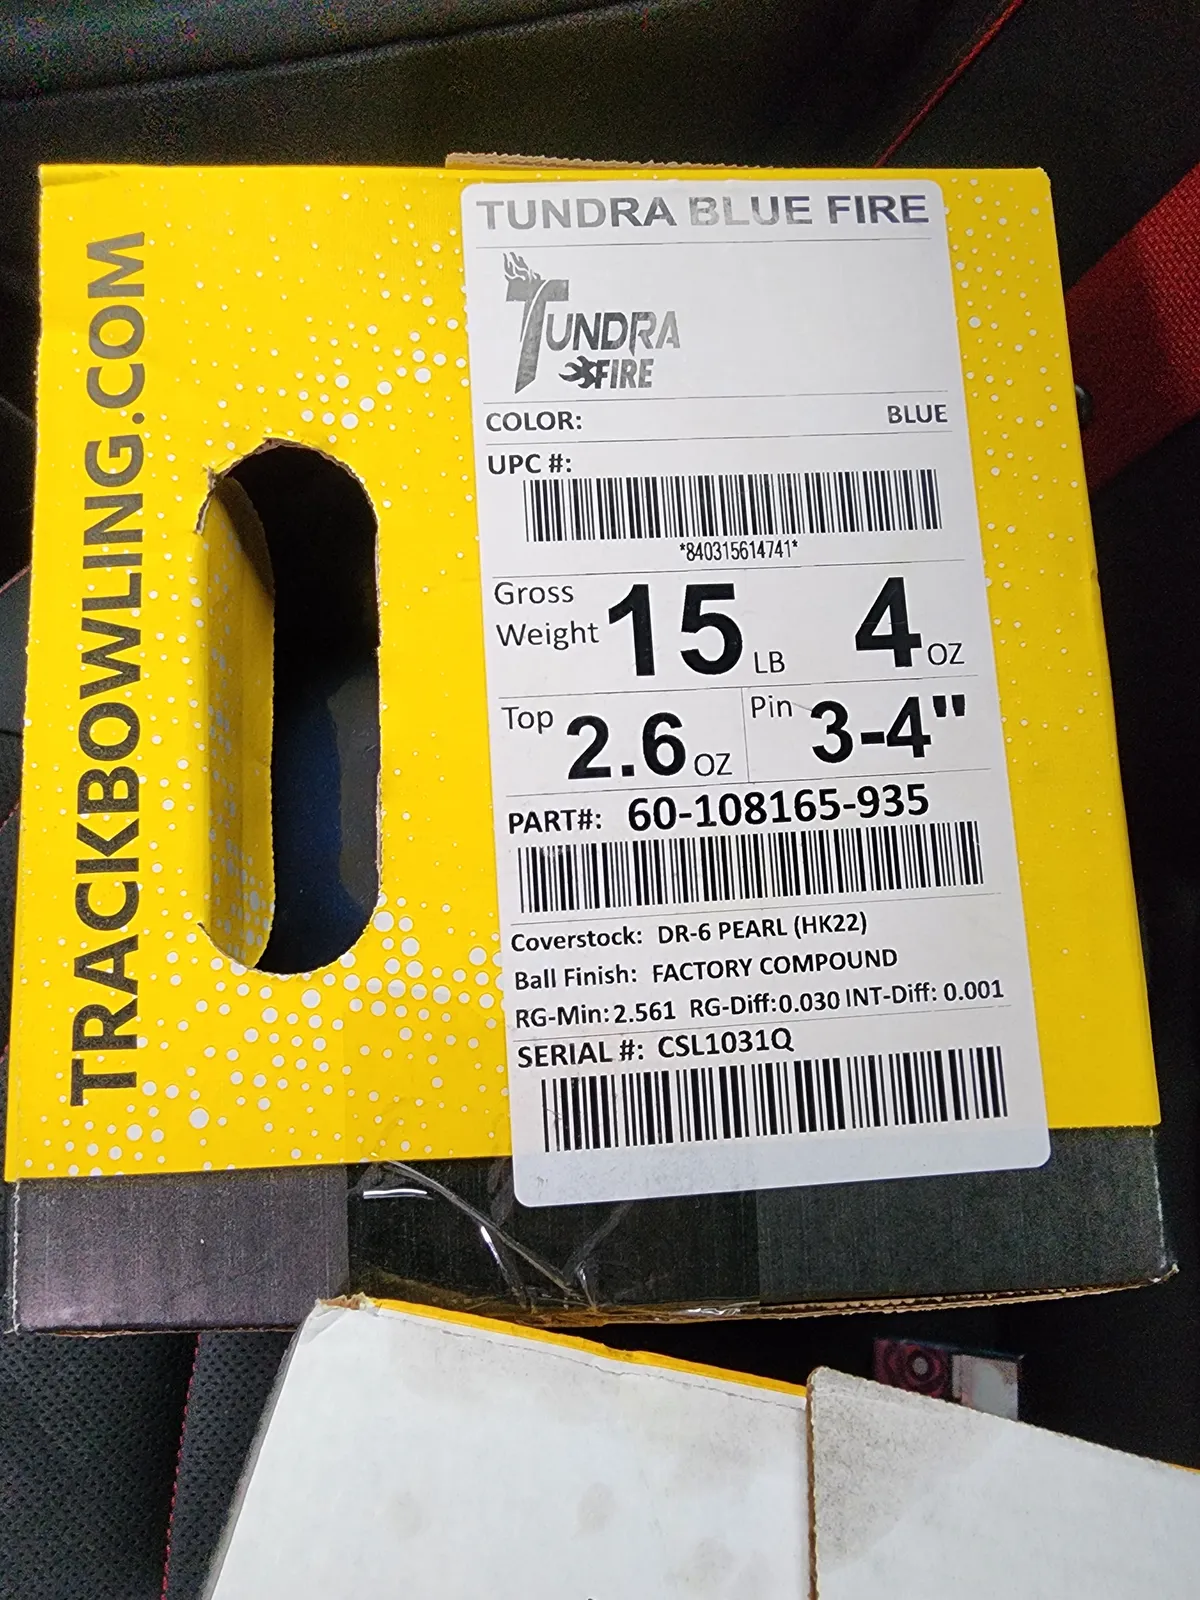 TRACKBOWLING.COM
TUNDRA BLUE FIRE
TUNDRA
FIRE
COLOR: BLUE
UPC #:
*840315614741*
Gross Weight 15 LB 4 OZ
Top 2.6 OZ Pin 3-4"
PART#: 60-108165-935
Coverstock: DR-6 PEARL (HK22)
Ball Finish: FACTORY COMPOUND
RG-Min: 2.561 RG-Diff: 0.030 INT-Diff: 0.001
SERIAL #: CSL1031Q